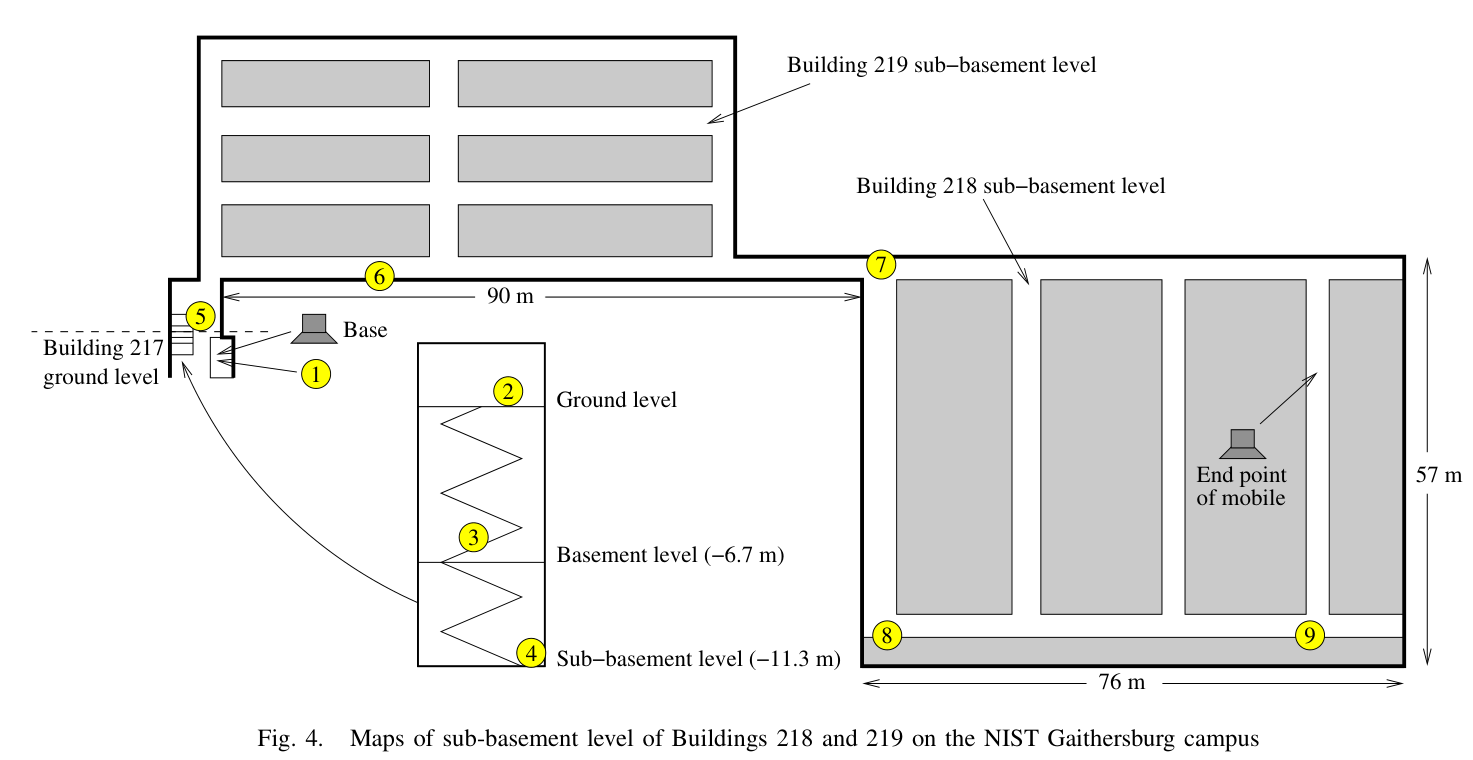 Building 219 sub−basement level
Building 218 sub−basement level
7
6
90 m
5
Base
Building 217
ground level
1
2
Ground level
End point
of mobile
57 m
3
Basement level (−6.7 m)
8
9
4
Sub−basement level (−11.3 m)
76 m
Fig. 4. Maps of sub-basement level of Buildings 218 and 219 on the NIST Gaithersburg campus